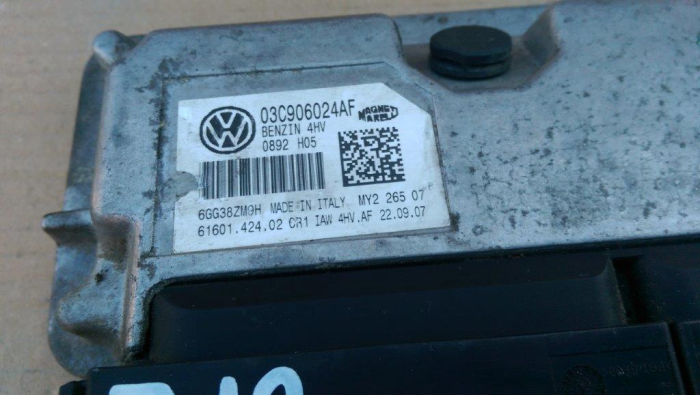 03C906024AF
MAGNETI
MARELLI
BENZIN 4HV
0892 H05
6GG38ZM9H MADE IN ITALY MY2 265 07
61601.424.02 CR1 IAW 4HV.AF 22.09.07